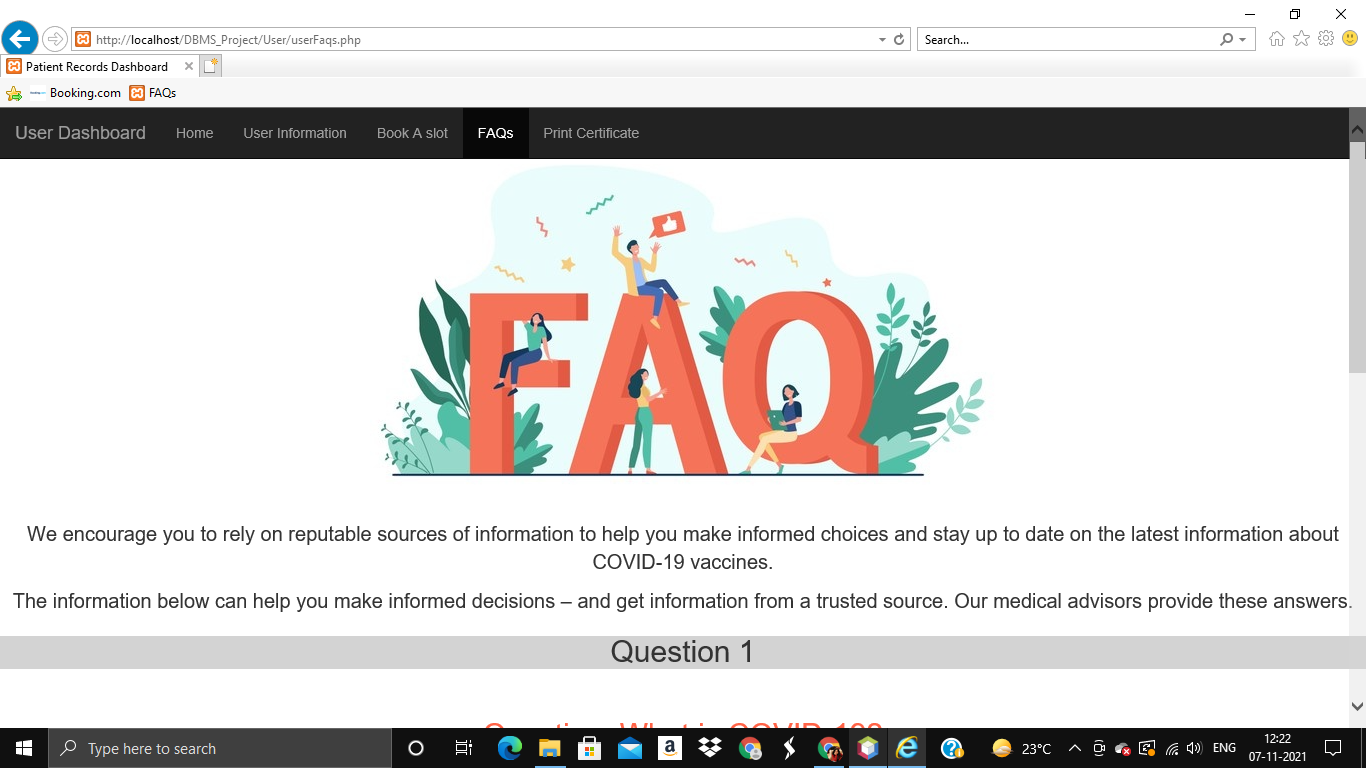 http://localhost/DBMS_Project/User/userFaqs.php
Search...
Patient Records Dashboard
Booking.com
FAQs
User Dashboard
Home
User Information
Book A slot
FAQs
Print Certificate
FAQ
We encourage you to rely on reputable sources of information to help you make informed choices and stay up to date on the latest information about
COVID-19 vaccines.
The information below can help you make informed decisions – and get information from a trusted source. Our medical advisors provide these answers.
Question 1
Type here to search
23°C
ENG
12:22
07-11-2021